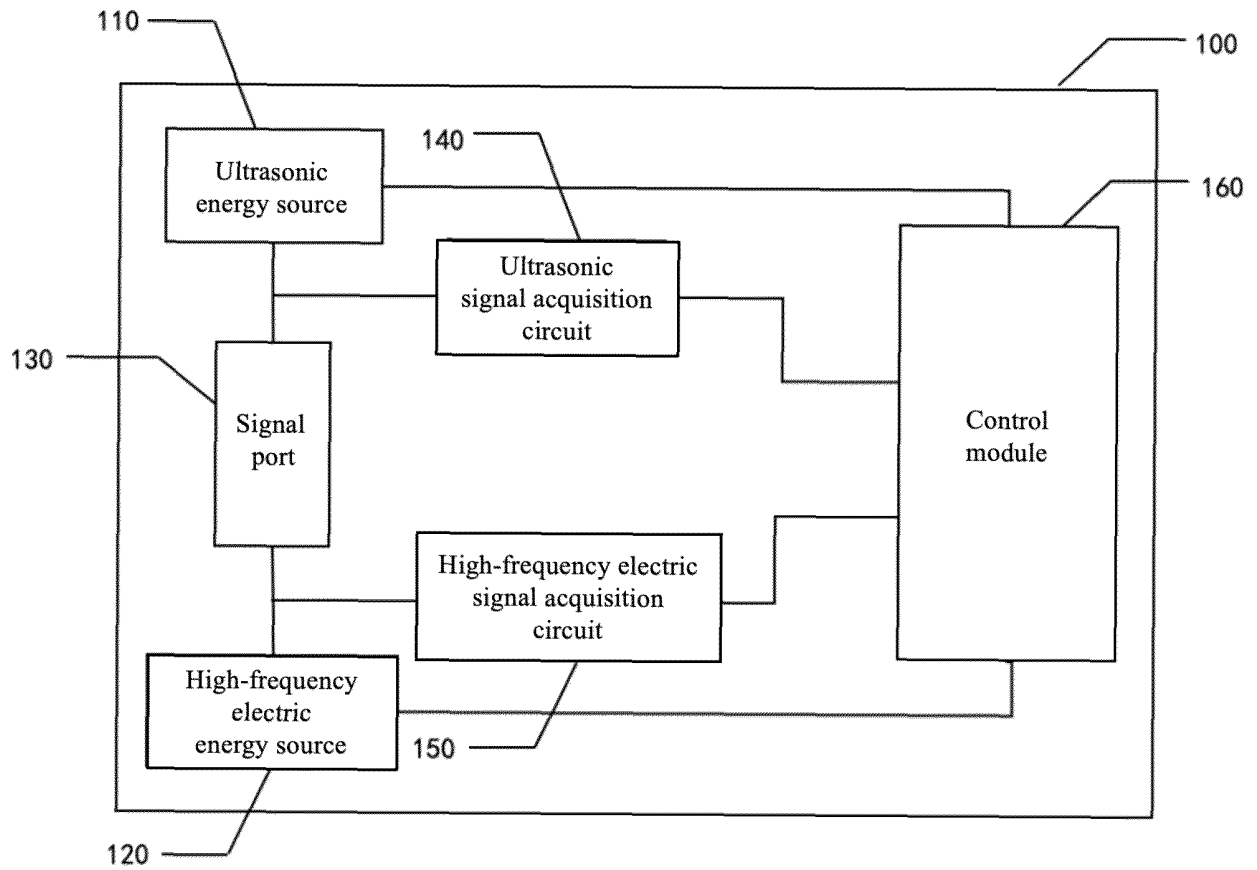 110
100
Ultrasonic
energy source
140
160
Ultrasonic
signal acquisition
circuit
130
Signal
port
Control
module
High-frequency electric
signal acquisition
circuit
High-frequency
electric
energy source
150
120